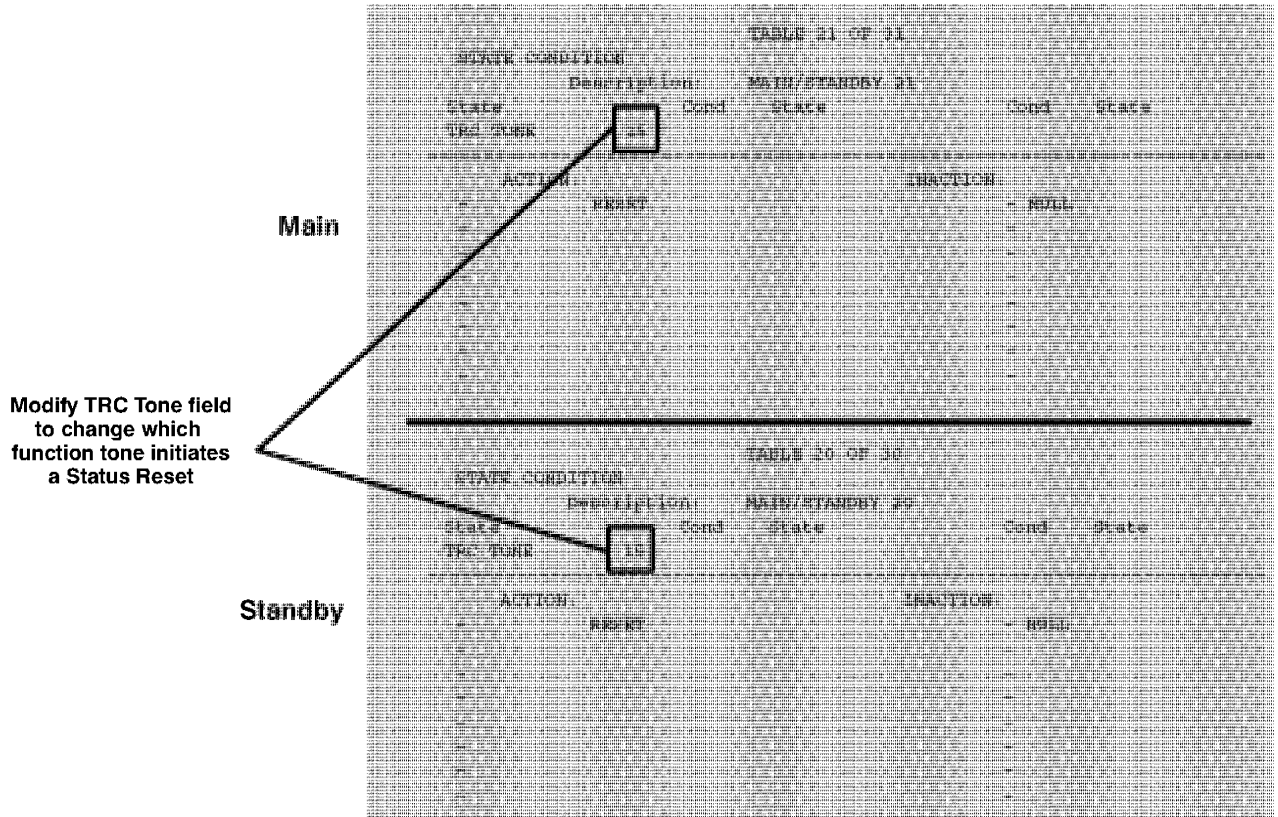 TABLE 21 OF 31
STATE CONDITION
Description: MAIN/STANDBY 21
State Cond State Cond State
TRC TONE
ACTION: INACTION
- RESET - NULL
-
-
-
-
-
-
-
Main
Modify TRC Tone field
to change which
function tone initiates
a Status Reset
TABLE 20 OF 30
STATE CONDITION
Description: MAIN/STANDBY 20
State Cond State Cond State
TRC TONE 15
ACTION: INACTION
- RESET - NULL
-
-
-
-
-
-
-
Standby